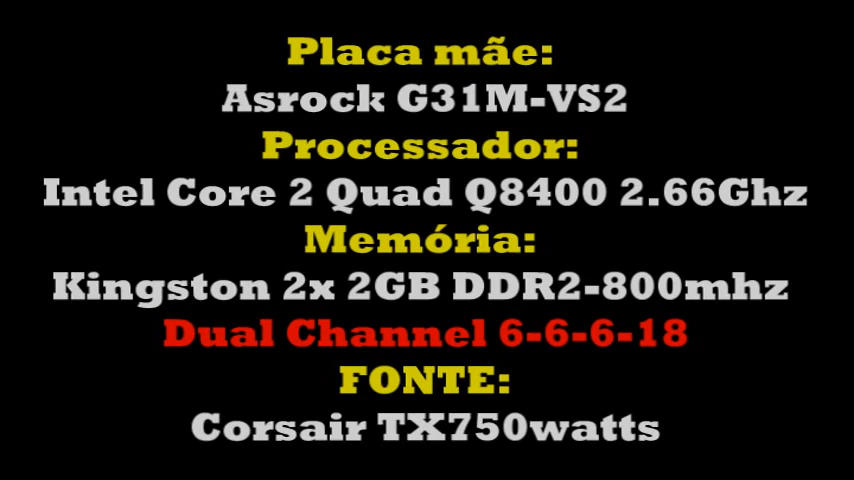 Placa mãe:
Asrock G31M-VS2
Processador:
Intel Core 2 Quad Q8400 2.66Ghz
Memória:
Kingston 2x 2GB DDR2-800mhz
Dual Channel 6-6-6-18
FONTE:
Corsair TX750watts